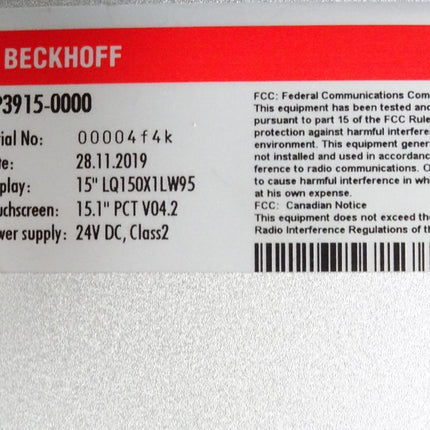 BECKHOFF
P3915-0000
rial No: 00004f4k
te: 28.11.2019
play: 15" LQ150X1LW95
uchscreen: 15.1" PCT V04.2
wer supply: 24V DC, Class2
FCC: Federal Communications Com
This equipment has been tested and
pursuant to part 15 of the FCC Rule
protection against harmful interfere
environment. This equipment gener
not installed and used in accordanc
ference to radio communications. O
to cause harmful interference in wh
at his own expense.
FCC: Canadian Notice
This equipment does not exceed the
Radio Interference Regulations of th